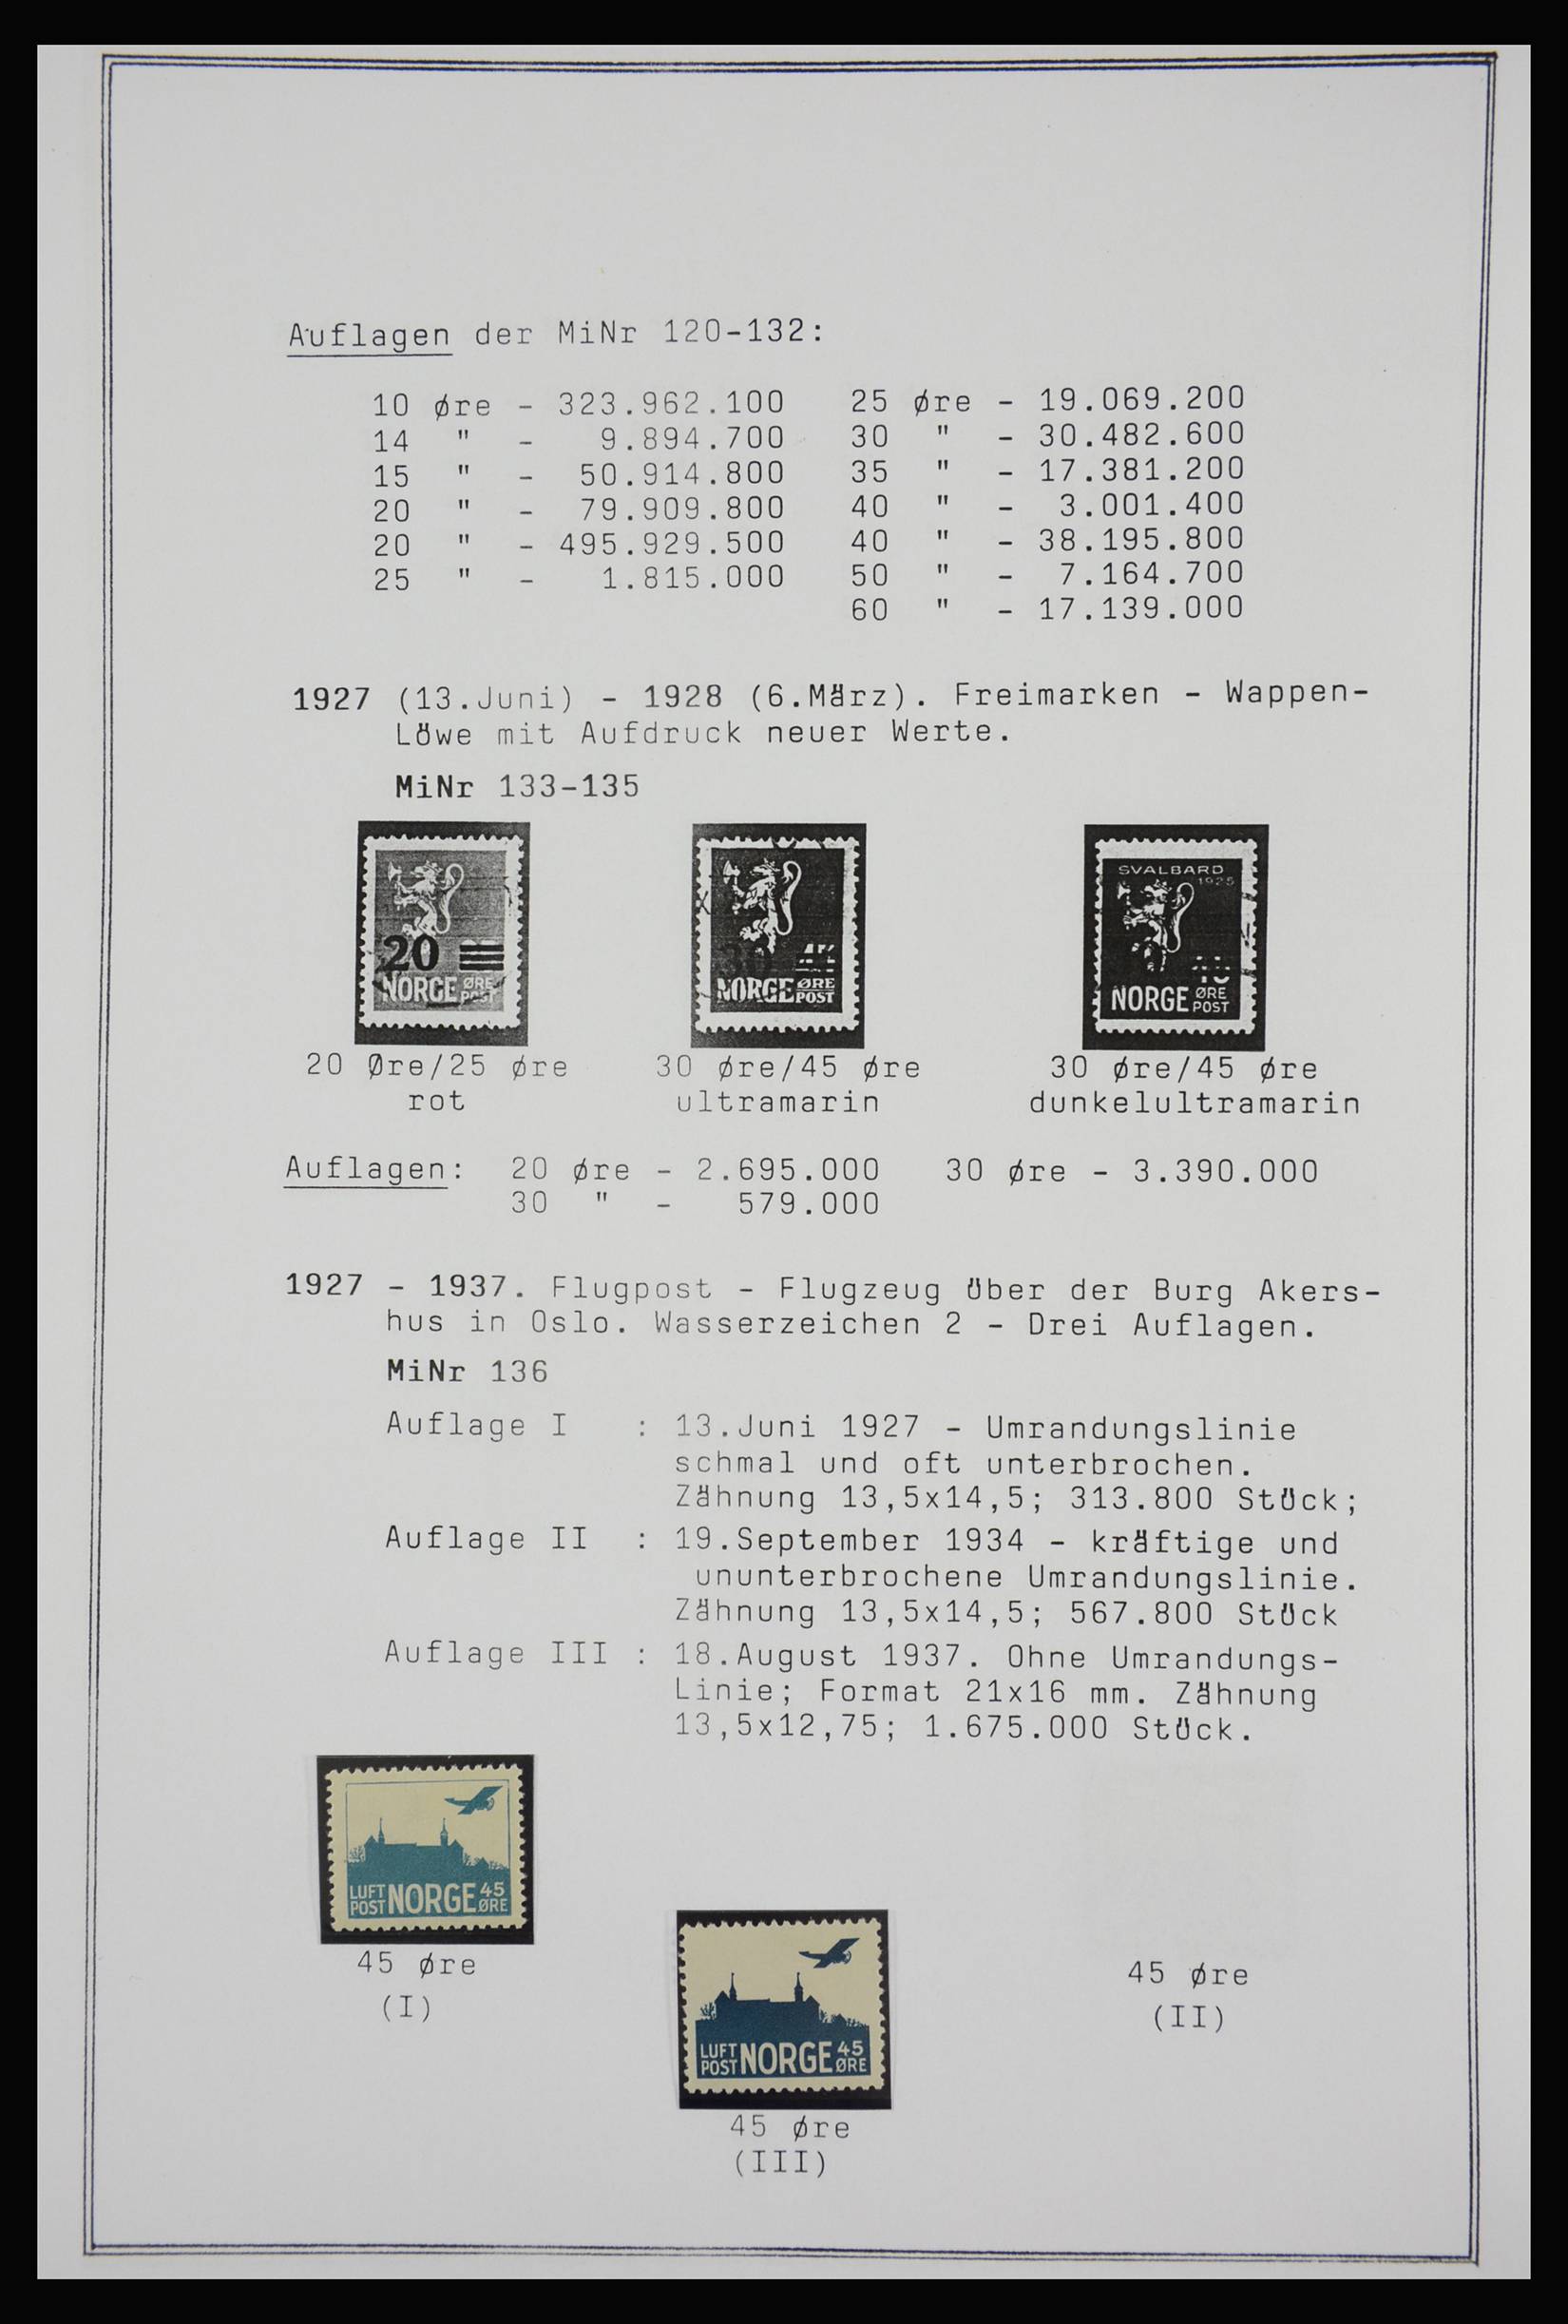 Auflagen der MiNr 120-132:
10 øre - 323.962.100 25 øre - 19.069.200
14 " - 9.894.700 30 " - 30.482.600
15 " - 50.914.800 35 " - 17.381.200
20 " - 79.909.800 40 " - 3.001.400
20 " - 495.929.500 40 " - 38.195.800
25 " - 1.815.000 50 " - 7.164.700
60 " - 17.139.000
1927 (13.Juni) - 1928 (6.März). Freimarken - Wappen-
Löwe mit Aufdruck neuer Werte.
MiNr 133-135
20
NORGE ØRE POST
30
NORGE ØRE POST
SVALBARD
1925
NORGE ØRE POST
20 Øre/25 øre
rot
30 øre/45 øre
ultramarin
30 øre/45 øre
dunkelultramarin
Auflagen: 20 øre - 2.695.000 30 øre - 3.390.000
30 " - 579.000
1927 - 1937. Flugpost - Flugzeug über der Burg Akers-
hus in Oslo. Wasserzeichen 2 - Drei Auflagen.
MiNr 136
Auflage I : 13.Juni 1927 - Umrandungslinie
schmal und oft unterbrochen.
Zähnung 13,5x14,5; 313.800 Stück;
Auflage II : 19.September 1934 - kräftige und
ununterbrochene Umrandungslinie.
Zähnung 13,5x14,5; 567.800 Stück
Auflage III : 18.August 1937. Ohne Umrandungs-
Linie; Format 21x16 mm. Zähnung
13,5x12,75; 1.675.000 Stück.
LUFT POST NORGE 45 ØRE
45 øre
(I)
LUFT POST NORGE 45 ØRE
45 øre
(III)
45 øre
(II)